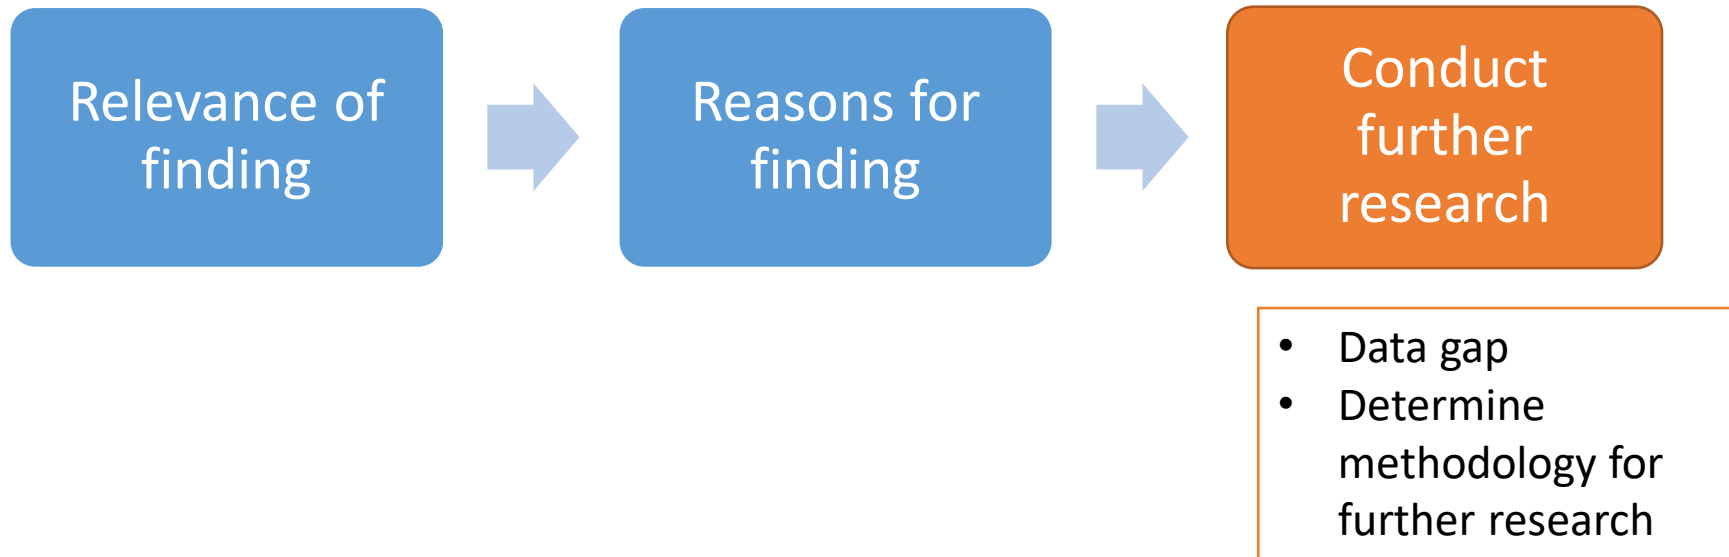 Relevance of
finding
Reasons for
finding
Conduct
further
research
• Data gap
• Determine
methodology for
further research